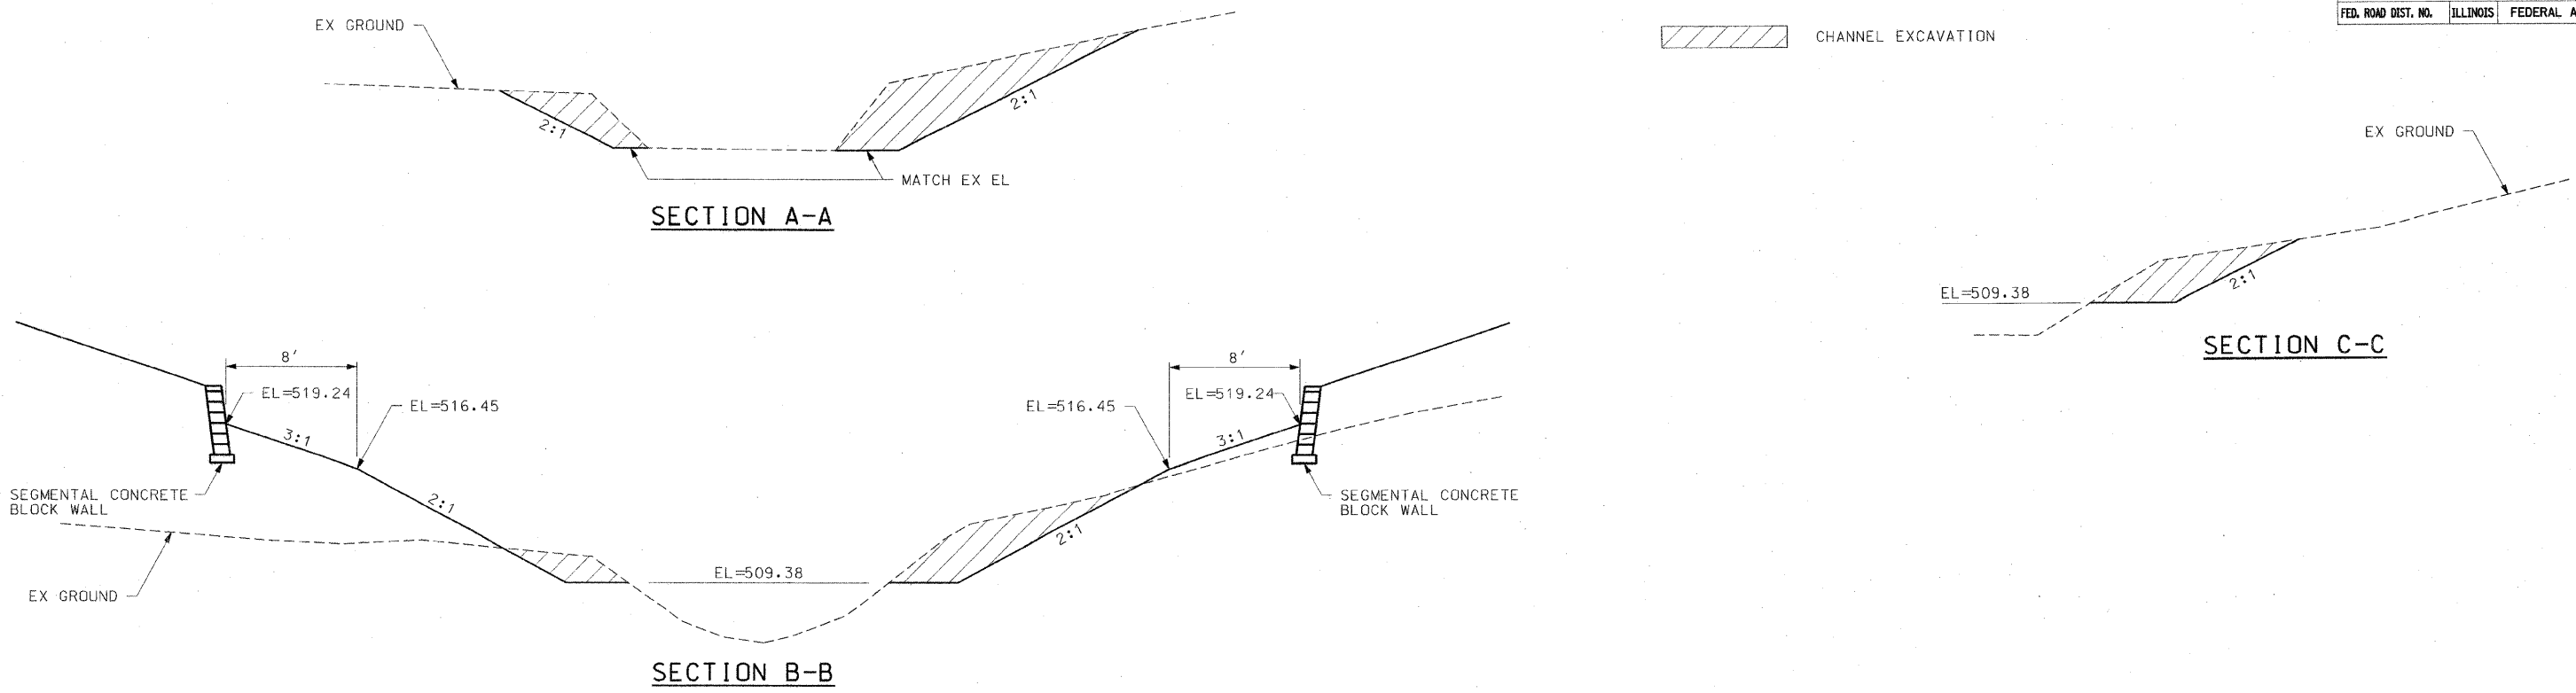 FED. ROAD DIST. NO. ILLINOIS FEDERAL A
CHANNEL EXCAVATION
EX GROUND
2:1
2:1
MATCH EX EL
SECTION A-A
EX GROUND
EL=509.38
2:1
SECTION C-C
8'
EL=519.24
EL=516.45
3:1
2:1
SEGMENTAL CONCRETE
BLOCK WALL
EX GROUND
EL=509.38
8'
EL=516.45
EL=519.24
3:1
2:1
SEGMENTAL CONCRETE
BLOCK WALL
SECTION B-B